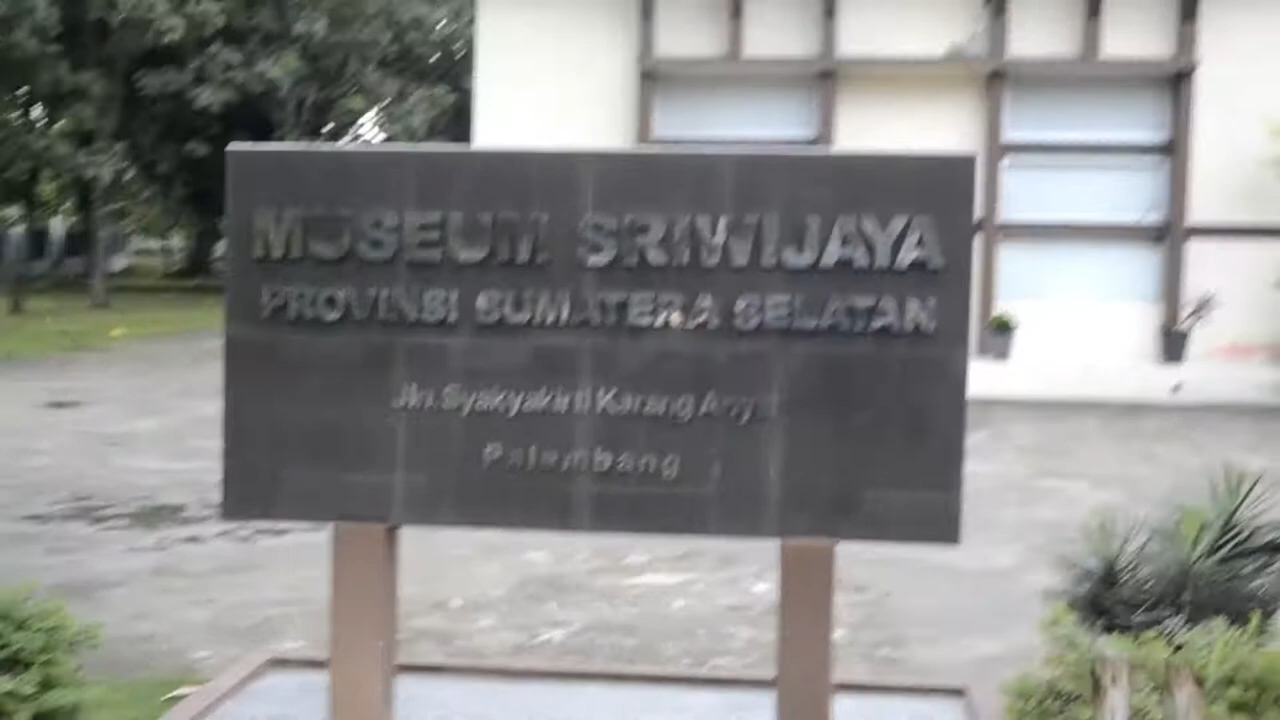 MUSEUM SRIWIJAYA
PROVINSI SUMATERA SELATAN
Jln. Syakyakirti Karang
Palembang